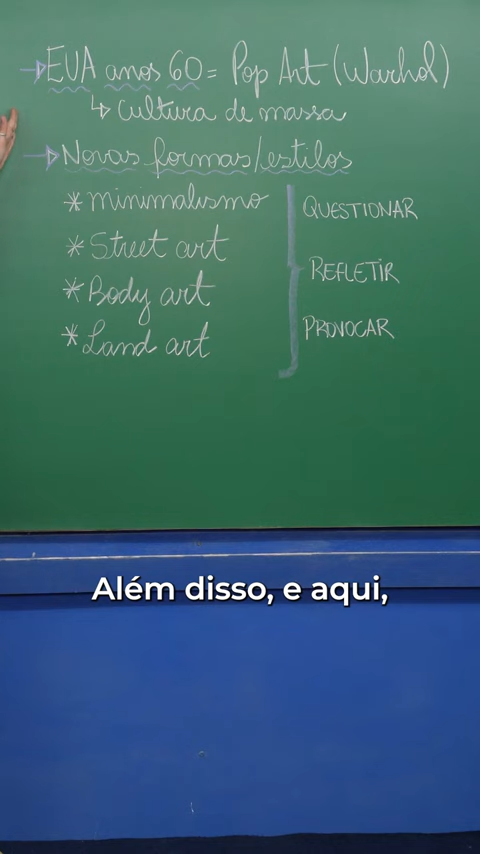 → EUA anos 60 = Pop Art (Warhol)
↳ cultura de massa
→ Novas formas/estilos
* minimalismo
* Street art
* Body art
* Land art
QUESTIONAR
REFLETIR
PROVOCAR
Além disso, e aqui,